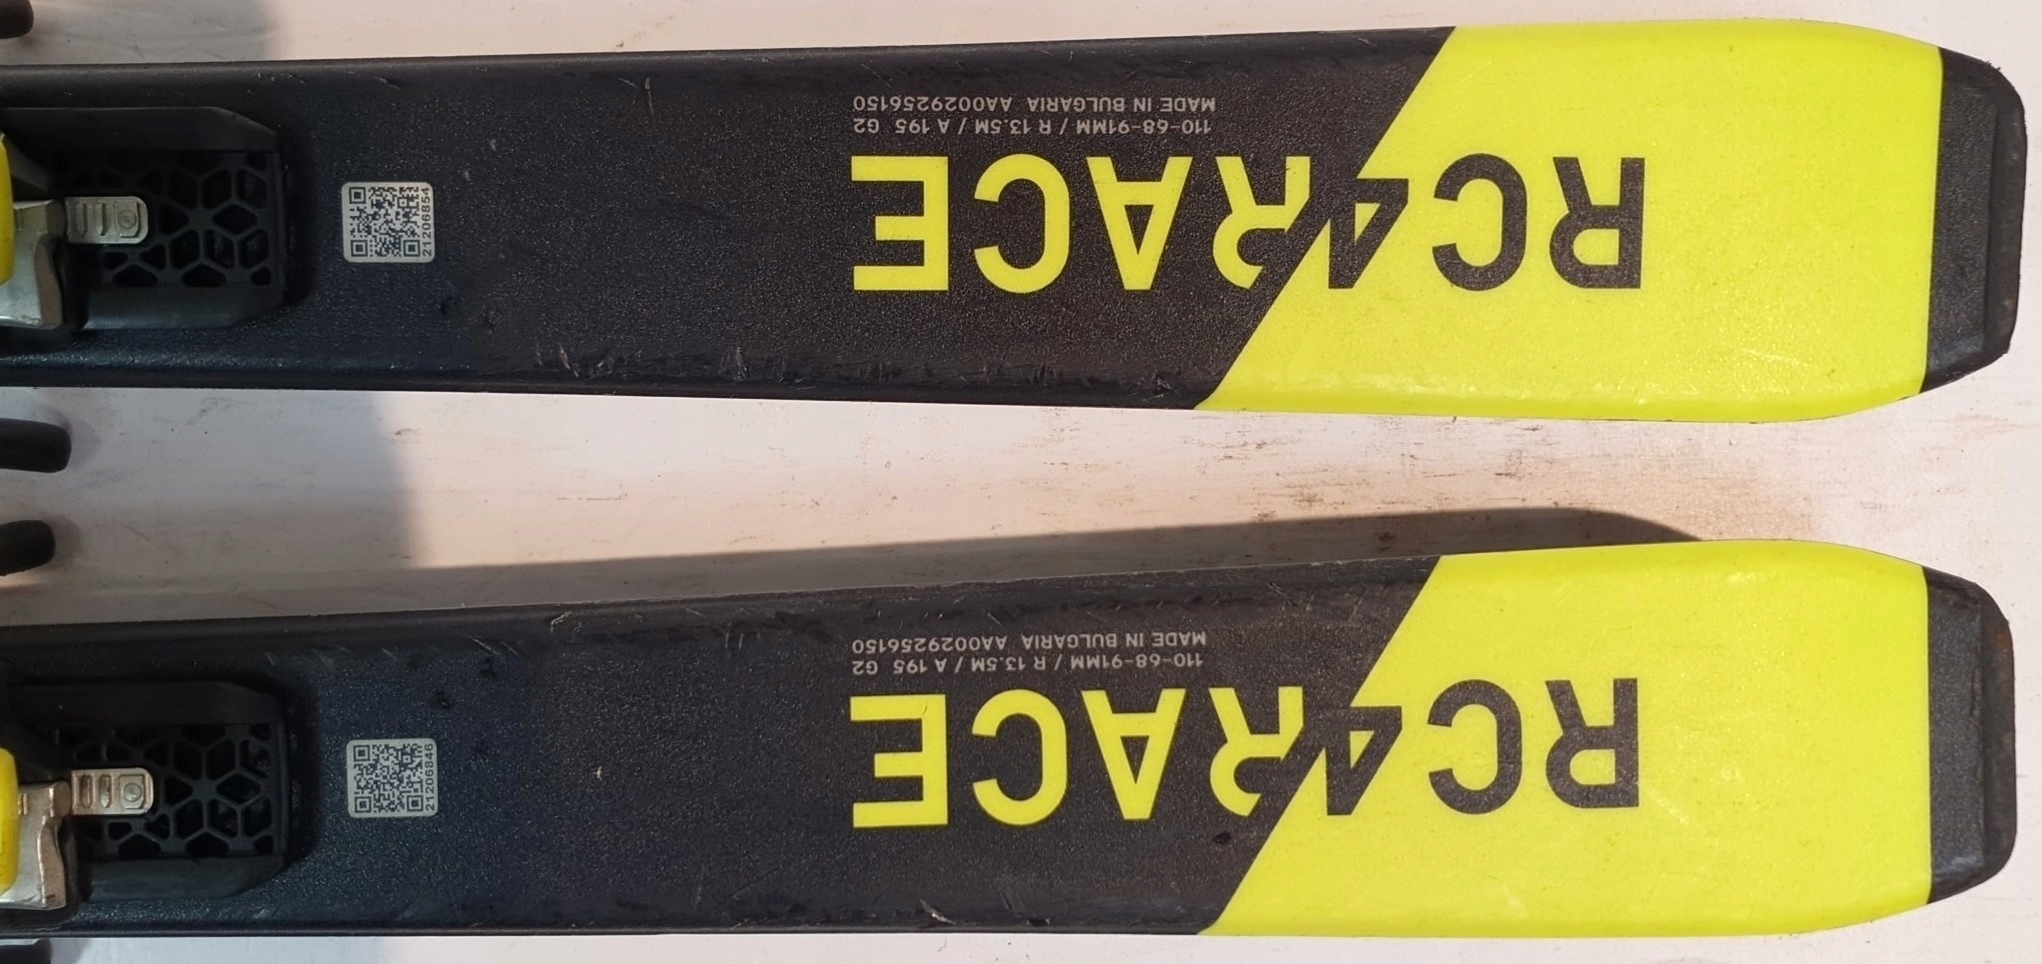 RC4RACE
110-68-91MM / R 13.5M / A 195 G2
MADE IN BULGARIA AA0029256150
21206854
RC4RACE
110-68-91MM / R 13.5M / A 195 G2
MADE IN BULGARIA AA0029256150
21206846